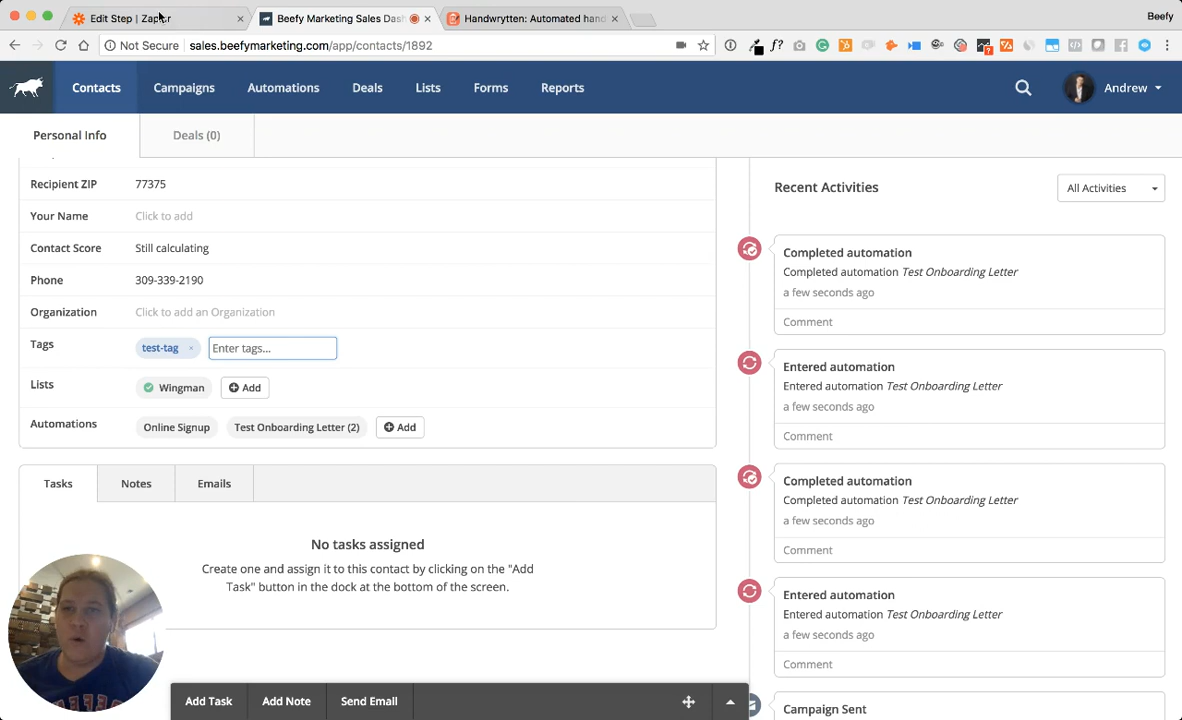 Edit Step | Zapier
Beefy Marketing Sales Dash
Handwrytten: Automated hand
Beefy
Not Secure
sales.beefymarketing.com/app/contacts/1892
Contacts
Campaigns
Automations
Deals
Lists
Forms
Reports
Andrew
Personal Info
Deals (0)
Recipient ZIP 77375
Your Name Click to add
Contact Score Still calculating
Phone 309-339-2190
Organization Click to add an Organization
Tags test-tag × Enter tags...
Lists Wingman Add
Automations Online Signup Test Onboarding Letter (2) Add
Tasks
Notes
Emails
No tasks assigned
Create one and assign it to this contact by clicking on the "Add
Task" button in the dock at the bottom of the screen.
Recent Activities
All Activities
Completed automation
Completed automation Test Onboarding Letter
a few seconds ago
Comment
Entered automation
Entered automation Test Onboarding Letter
a few seconds ago
Comment
Completed automation
Completed automation Test Onboarding Letter
a few seconds ago
Comment
Entered automation
Entered automation Test Onboarding Letter
a few seconds ago
Comment
Campaign Sent
Add Task
Add Note
Send Email